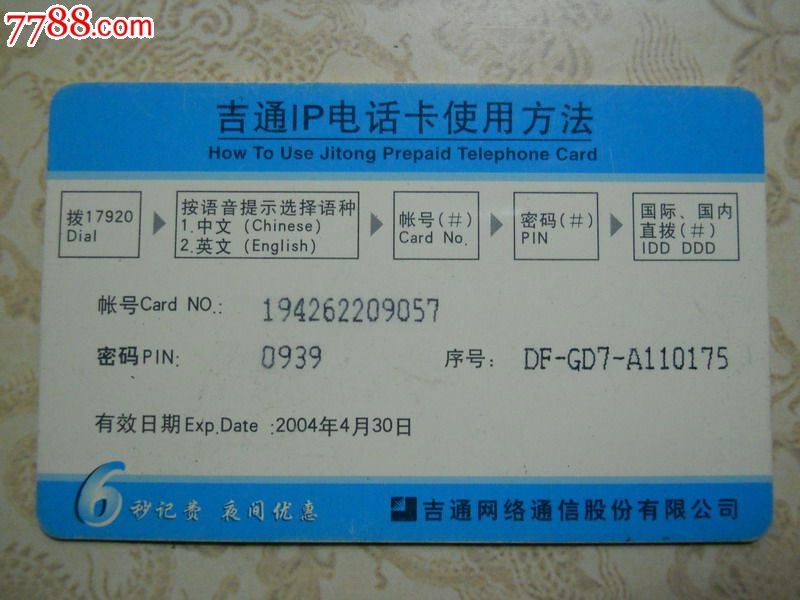 7788.com
吉通IP电话卡使用方法
How To Use Jitong Prepaid Telephone Card
拨17920
Dial
按语音提示选择语种
1.中文 (Chinese)
2.英文 (English)
帐号(#)
Card No.
密码(#)
PIN
国际、国内
直拨(#)
IDD DDD
帐号Card NO.: 194262209057
密码PIN: 0939 序号: DF-GD7-A110175
有效日期Exp.Date :2004年4月30日
6秒记费 夜间优惠 吉通网络通信股份有限公司